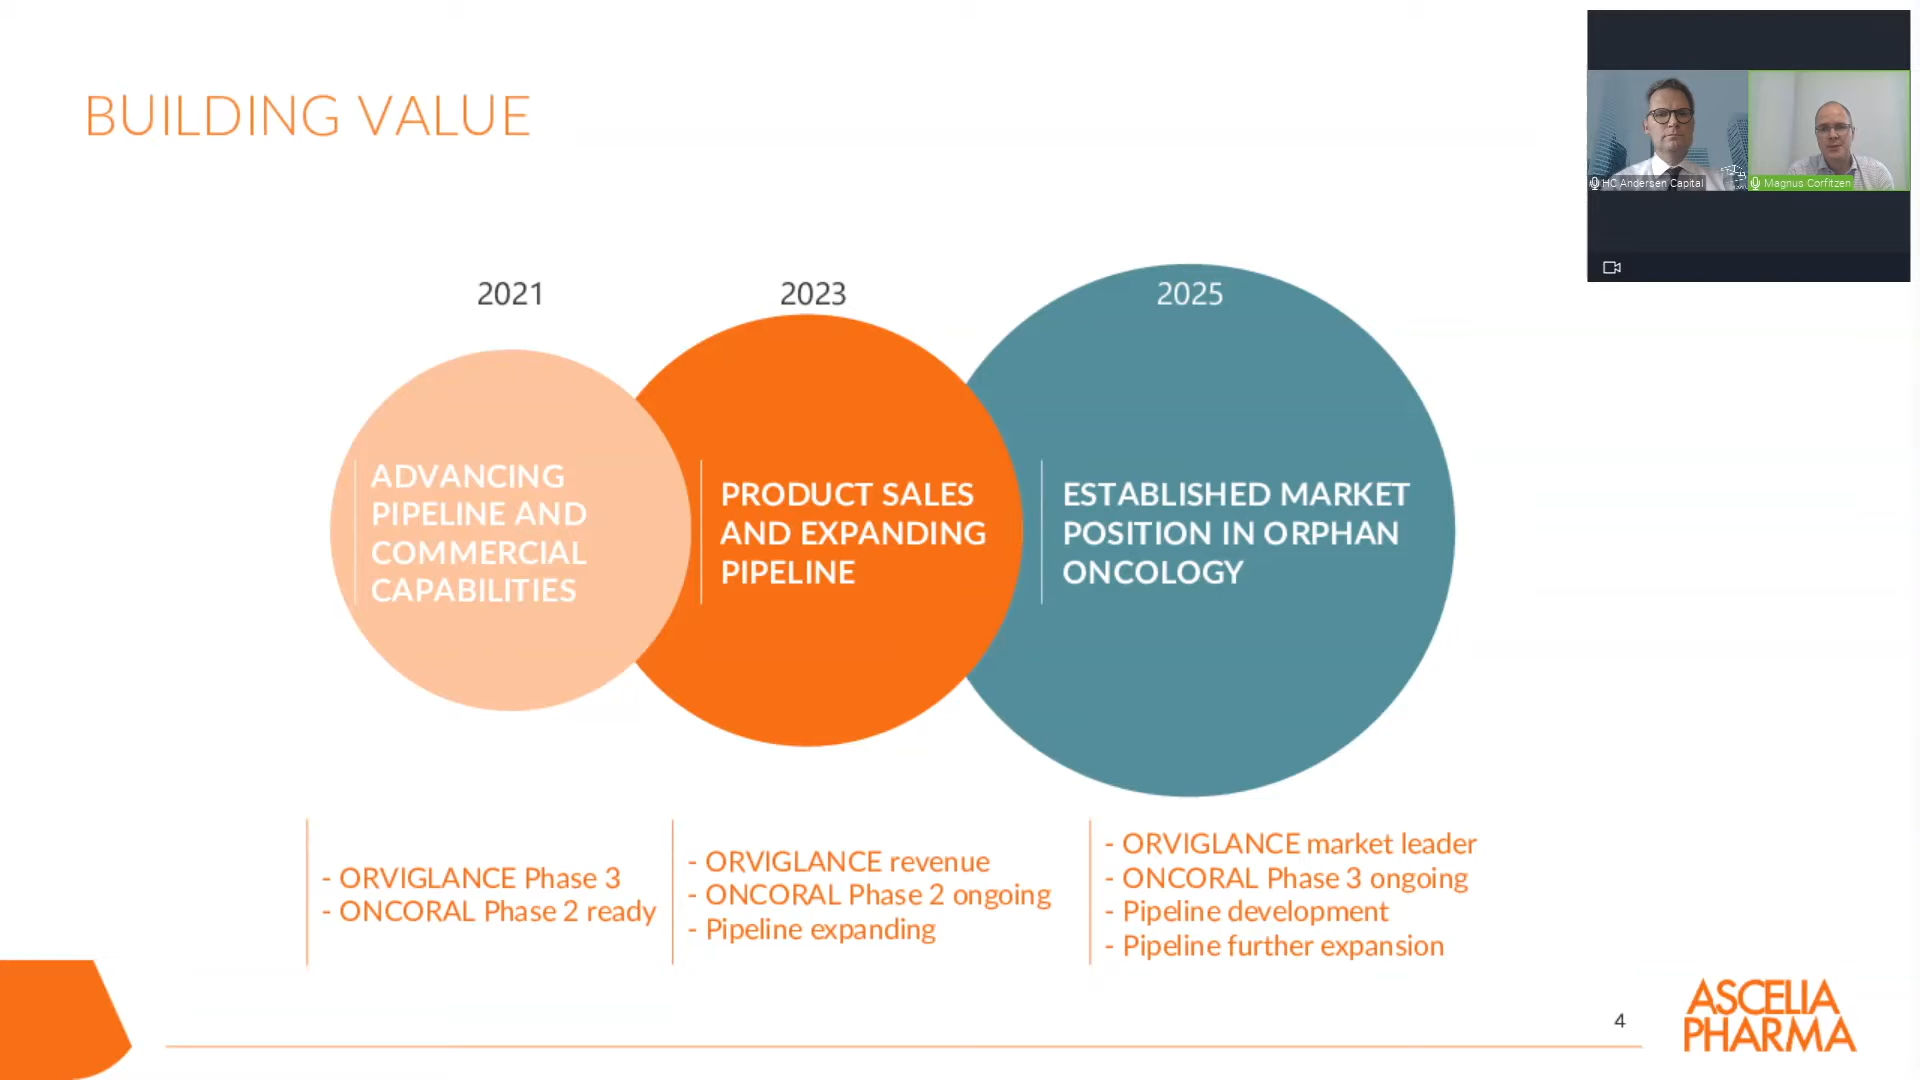 BUILDING VALUE
HC Andersen Capital
Magnus Corfitzen
2021
2023
2025
ADVANCING
PIPELINE AND
COMMERCIAL
CAPABILITIES
PRODUCT SALES
AND EXPANDING
PIPELINE
ESTABLISHED MARKET
POSITION IN ORPHAN
ONCOLOGY
- ORVIGLANCE Phase 3
- ONCORAL Phase 2 ready
- ORVIGLANCE revenue
- ONCORAL Phase 2 ongoing
- Pipeline expanding
- ORVIGLANCE market leader
- ONCORAL Phase 3 ongoing
- Pipeline development
- Pipeline further expansion
4
ASCELIA
PHARMA